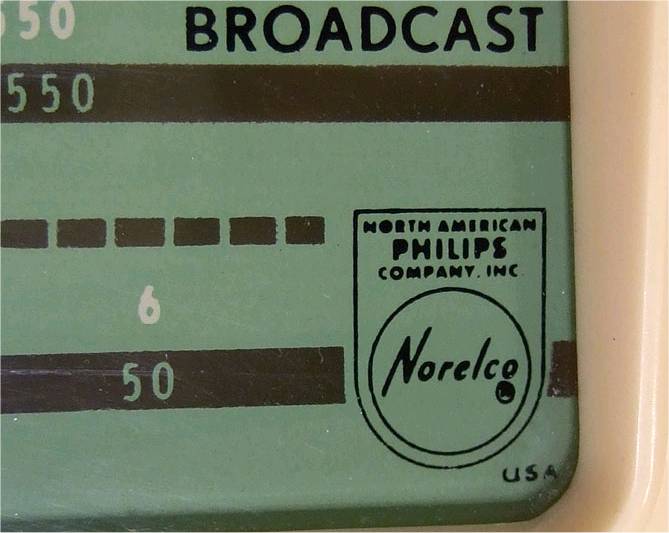 550
BROADCAST
550
NORTH AMERICAN
PHILIPS
COMPANY, INC
6
Norelco
50
USA